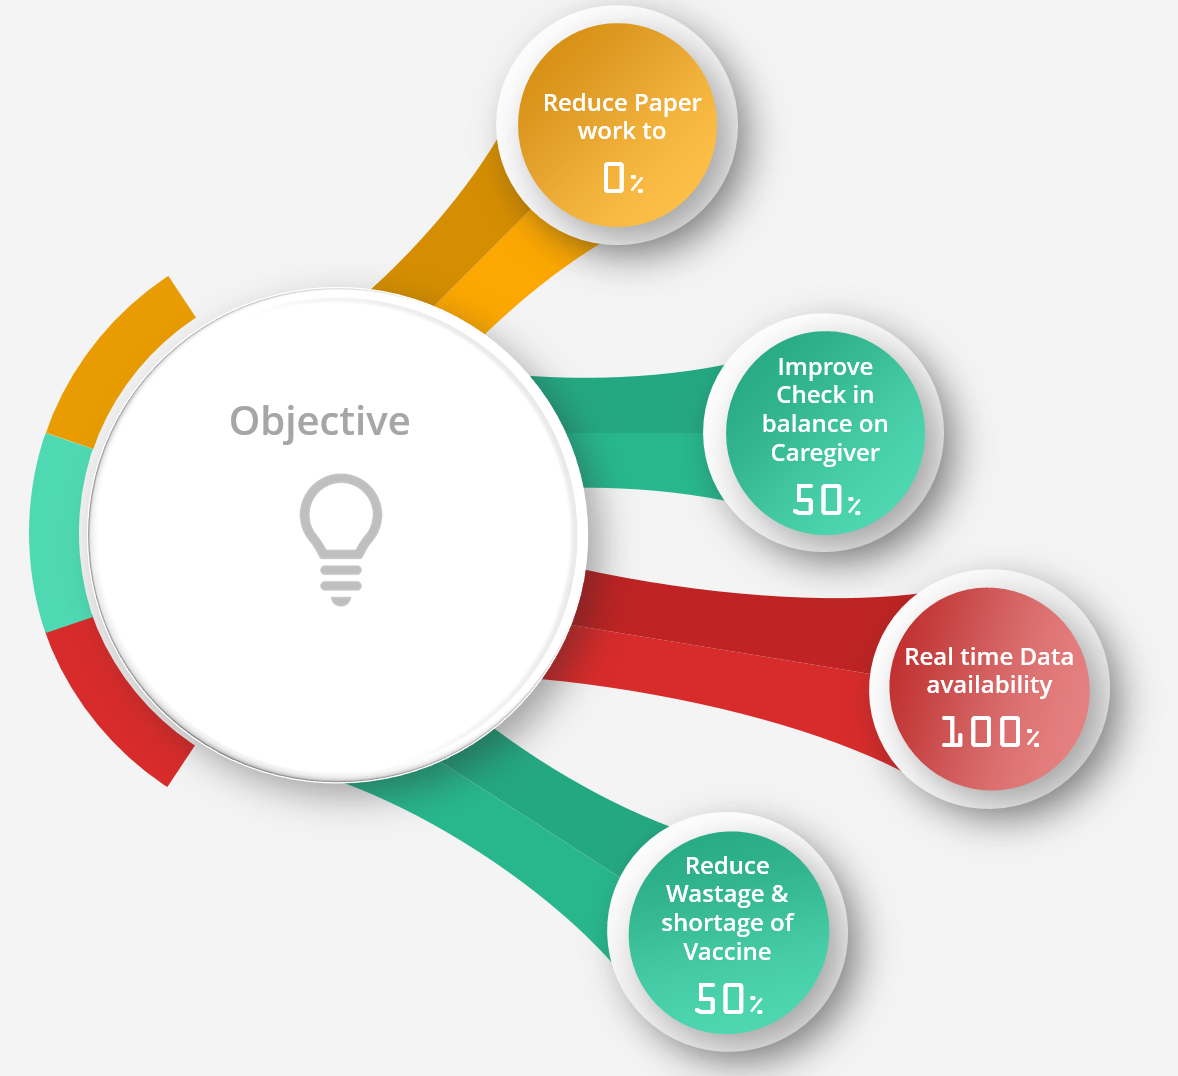 Reduce Paper
work to
0%
Improve
Check in
balance on
Caregiver
50%
Objective
Real time Data
availability
100%
Reduce
Wastage &
shortage of
Vaccine
50%